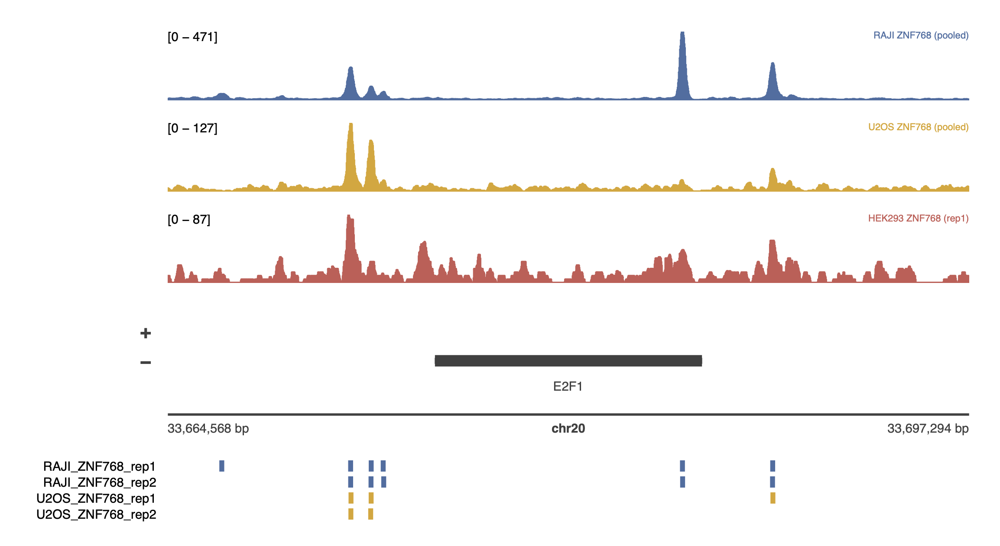 [0 – 471]
RAJI ZNF768 (pooled)
[0 – 127]
U2OS ZNF768 (pooled)
[0 – 87]
HEK293 ZNF768 (rep1)
+
–
E2F1
33,664,568 bp
chr20
33,697,294 bp
RAJI_ZNF768_rep1
RAJI_ZNF768_rep2
U2OS_ZNF768_rep1
U2OS_ZNF768_rep2